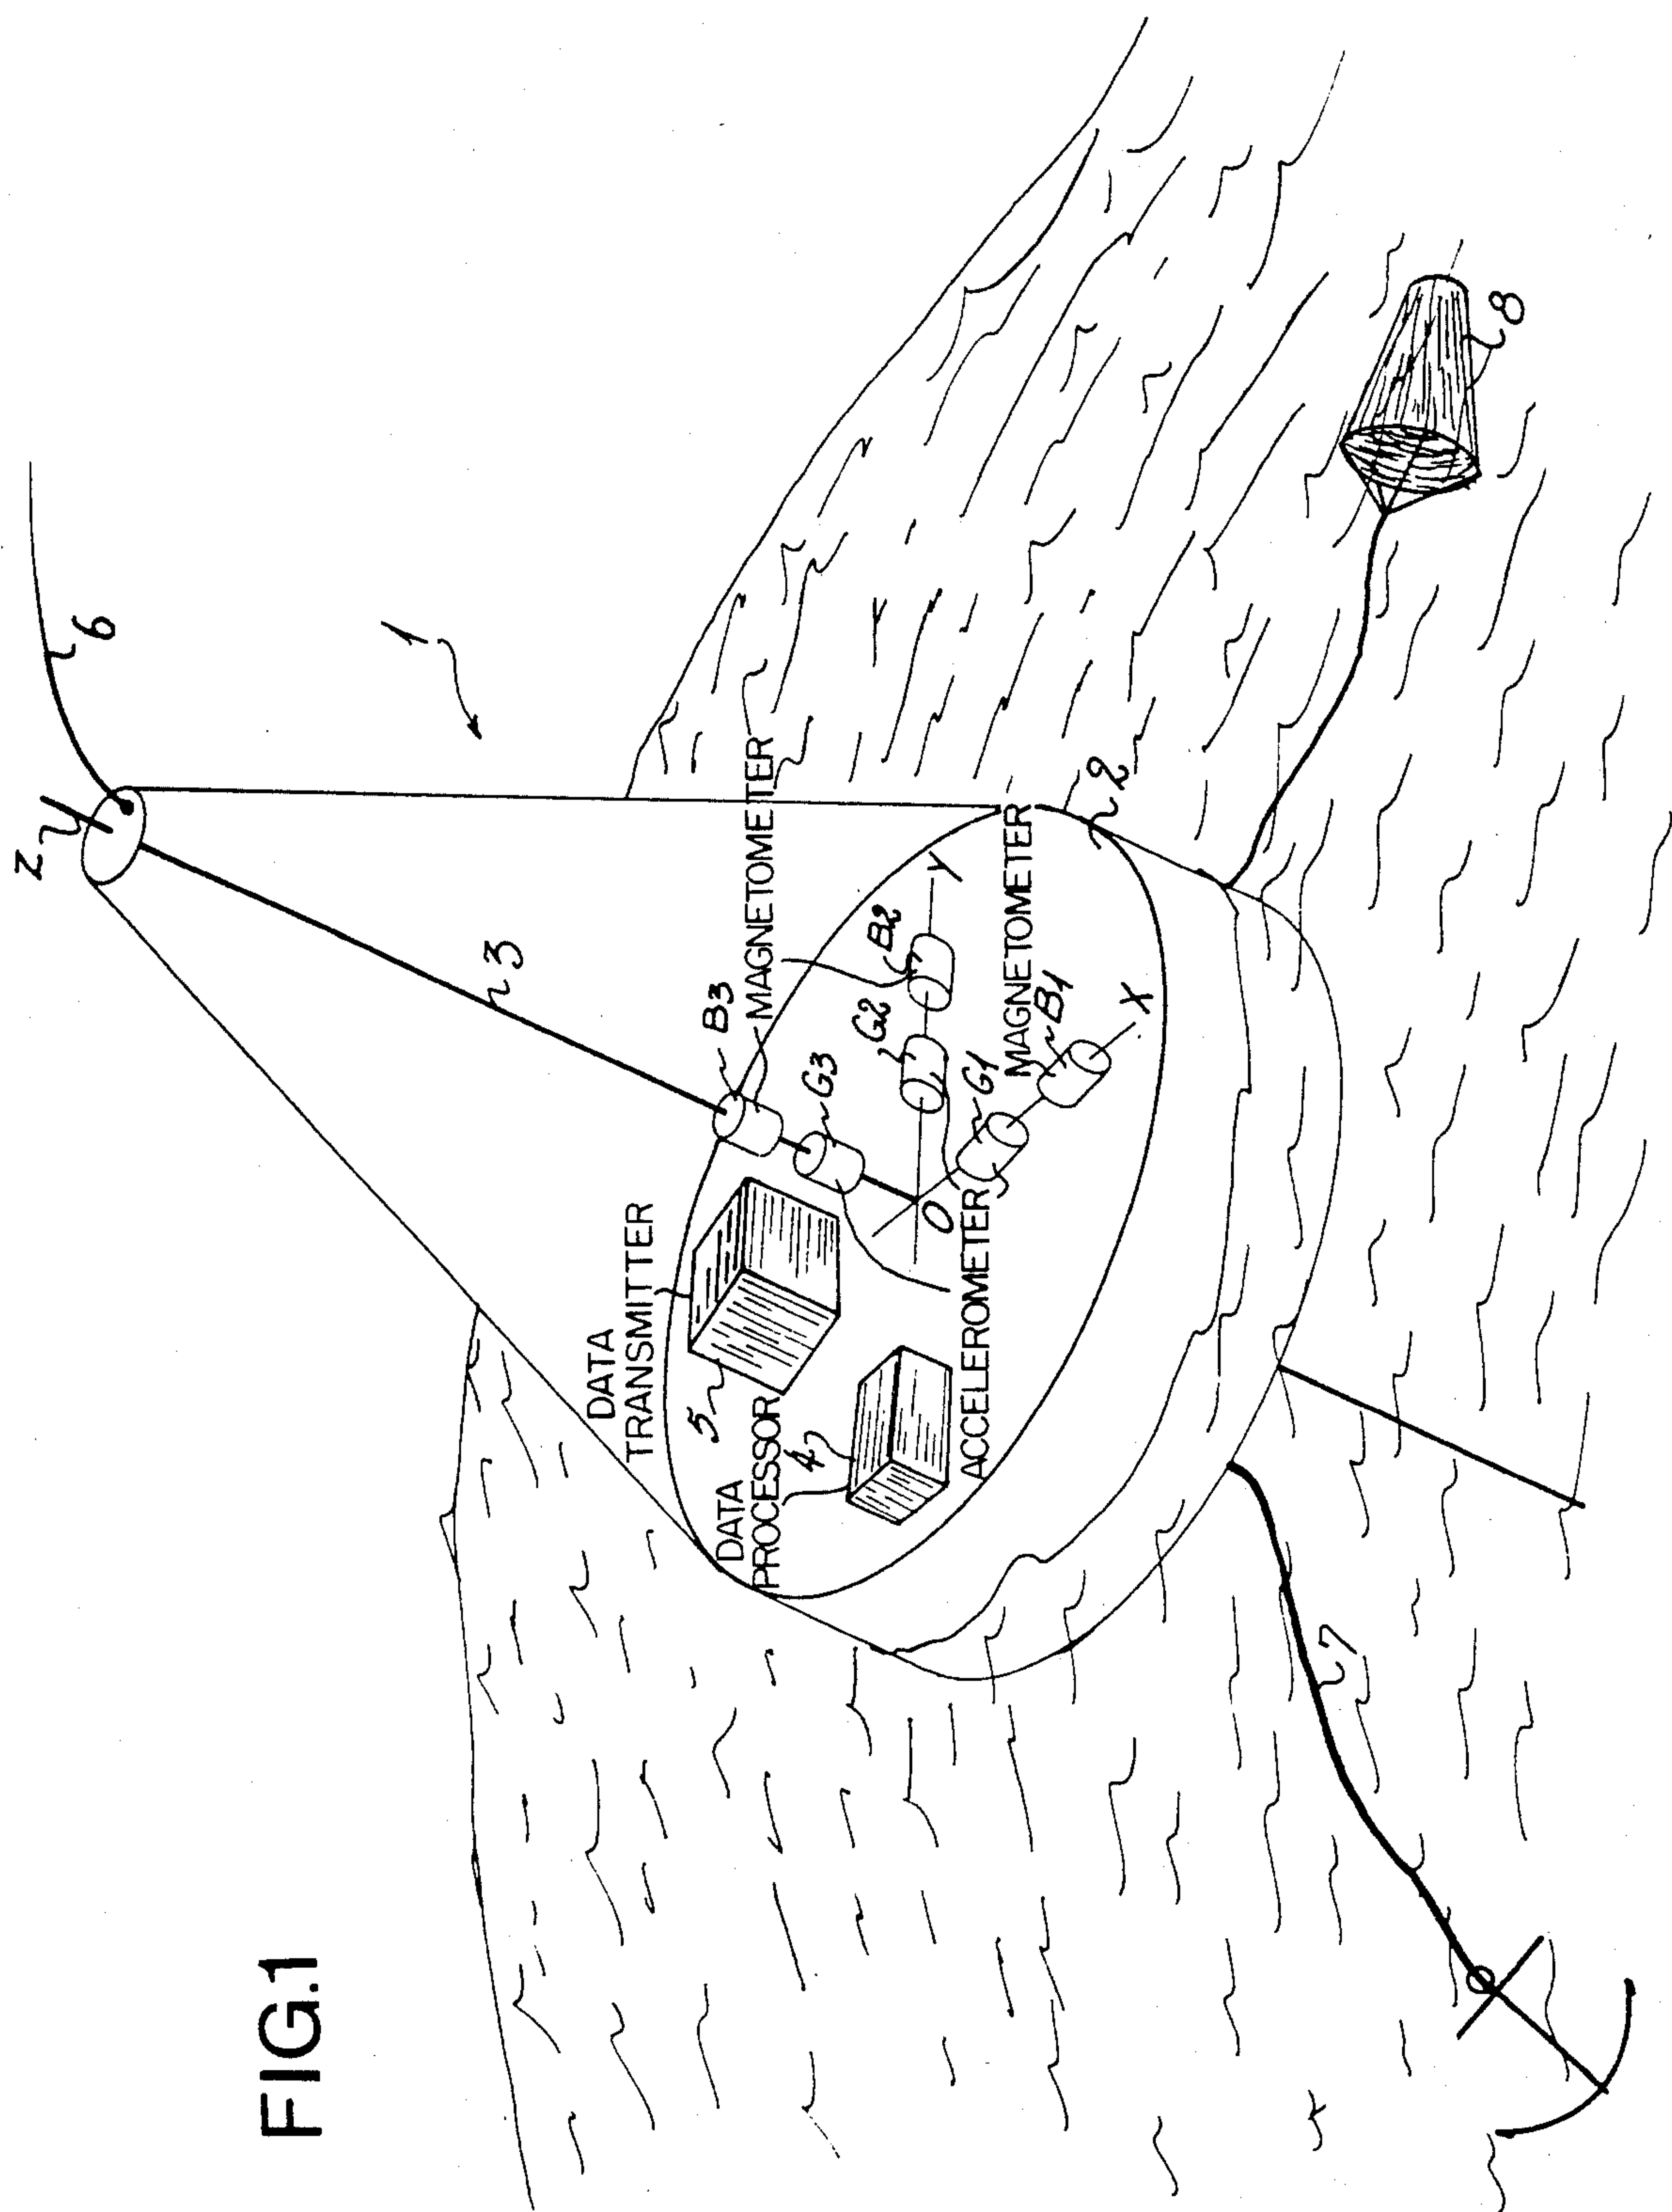 FIG.1
Z
6
1
3
B3
MAGNETOMETER
DATA
TRANSMITTER
5
G3
G2
B2
Y
2
DATA
PROCESSOR
4
O
G1
MAGNETOMETER
B1
X
ACCELEROMETER
7
8